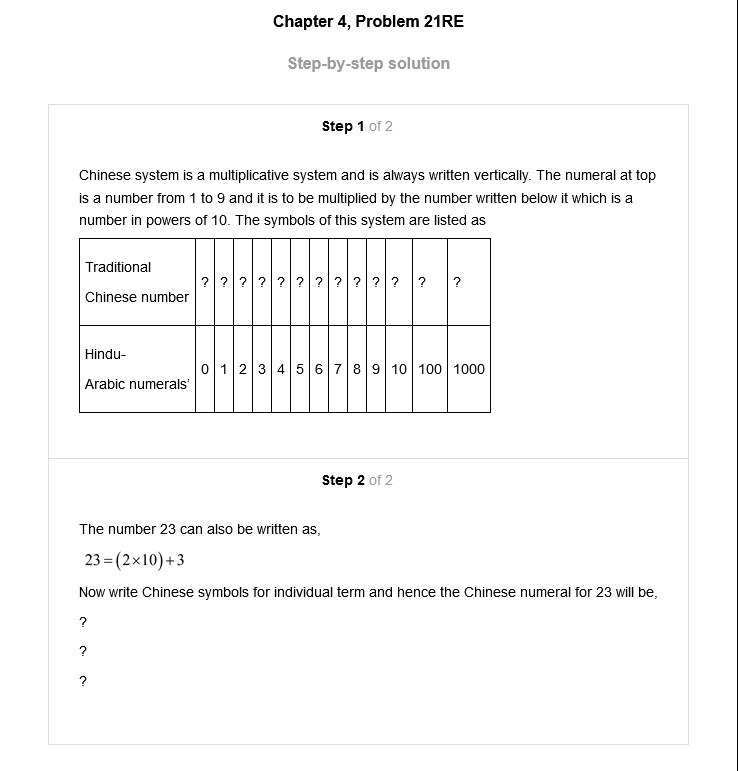 Chapter 4, Problem 21RE
Step-by-step solution
Step 1 of 2
Chinese system is a multiplicative system and is always written vertically. The numeral at top
is a number from 1 to 9 and it is to be multiplied by the number written below it which is a
number in powers of 10. The symbols of this system are listed as
Traditional
Chinese number
? ? ? ? ? ? ? ? ? ? ? ? ?
Hindu-
Arabic numerals'
0 1 2 3 4 5 6 7 8 9 10 100 1000
Step 2 of 2
The number 23 can also be written as,
23=(2×10)+3
Now write Chinese symbols for individual term and hence the Chinese numeral for 23 will be,
?
?
?